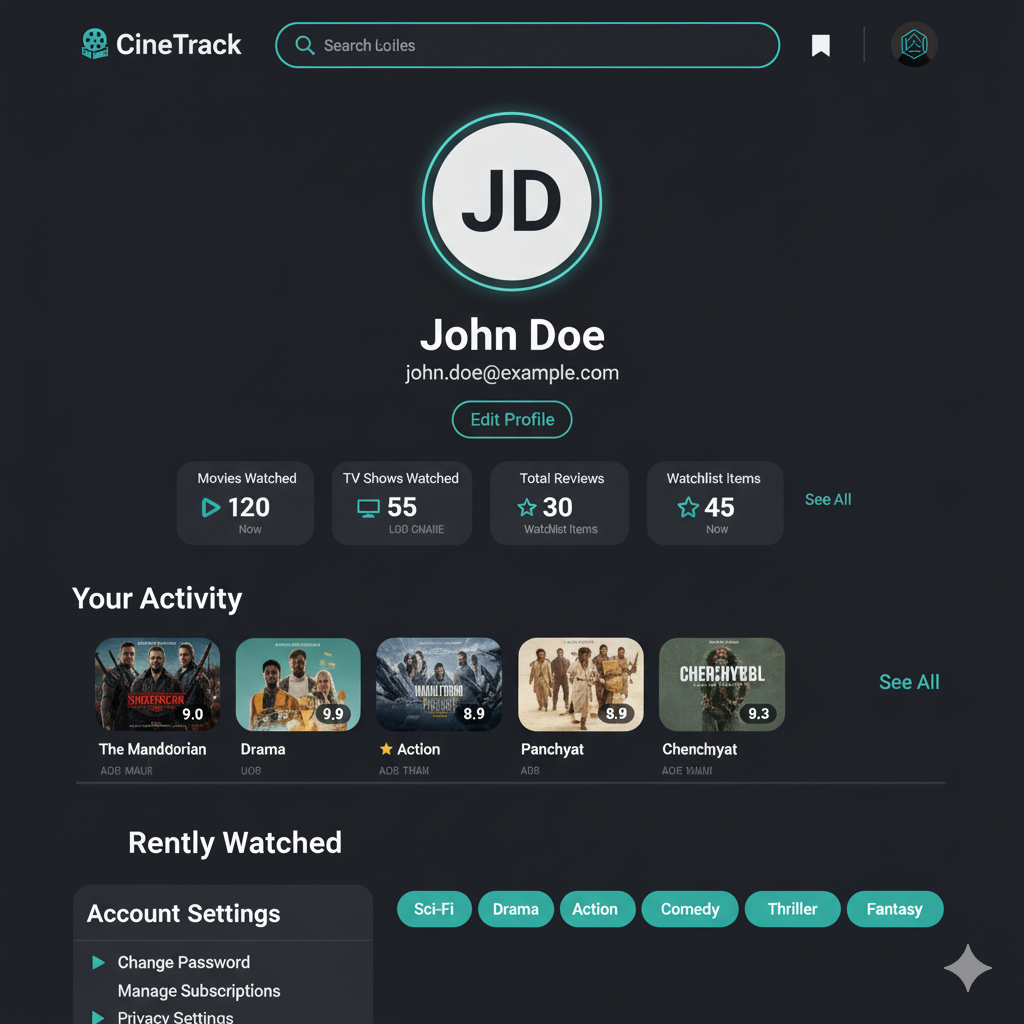 CineTrack
Search Loiles
JD
John Doe
john.doe@example.com
Edit Profile
Movies Watched
120
Now
TV Shows Watched
55
LOD CNAIIE
Total Reviews
30
Watchlist Items
Watchlist Items
45
Now
See All
Your Activity
9.0
The Manddorian
AOB MAUR
9.9
Drama
UOB
8.9
Action
AOB THAM
8.9
Panchyat
ADB
CHERHYBBL
9.3
Chenchyat
AOE
See All
Rently Watched
Account Settings
Change Password
Manage Subscriptions
Privacy Settings
Sci-Fi
Drama
Action
Comedy
Thriller
Fantasy